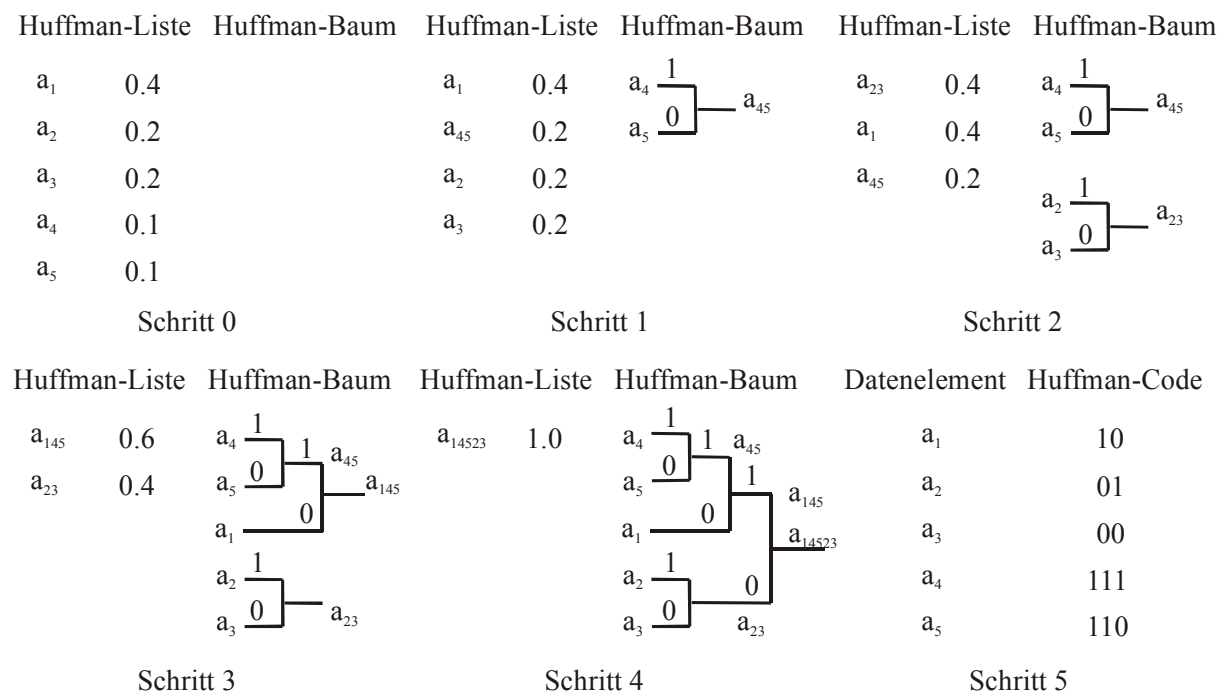 Huffman-Liste Huffman-Baum
a₁ 0.4
a₂ 0.2
a₃ 0.2
a₄ 0.1
a₅ 0.1
Schritt 0
Huffman-Liste Huffman-Baum
a₁ 0.4
a₄₅ 0.2
a₂ 0.2
a₃ 0.2
a₄ 1
a₄₅
a₅ 0
Schritt 1
Huffman-Liste Huffman-Baum
a₂₃ 0.4
a₁ 0.4
a₄₅ 0.2
a₄ 1
a₄₅
a₅ 0
a₂ 1
a₂₃
a₃ 0
Schritt 2
Huffman-Liste Huffman-Baum
a₁₄₅ 0.6
a₂₃ 0.4
a₄ 1
1 a₄₅
a₅ 0
a₁₄₅
a₁ 0
a₂ 1
a₃ 0
a₂₃
Schritt 3
Huffman-Liste Huffman-Baum
a₁₄₅₂₃ 1.0
a₄ 1
1 a₄₅
a₅ 0
1
a₁₄₅
a₁ 0
a₁₄₅₂₃
a₂ 1
0
a₃ 0
a₂₃
Schritt 4
Datenelement Huffman-Code
a₁ 10
a₂ 01
a₃ 00
a₄ 111
a₅ 110
Schritt 5